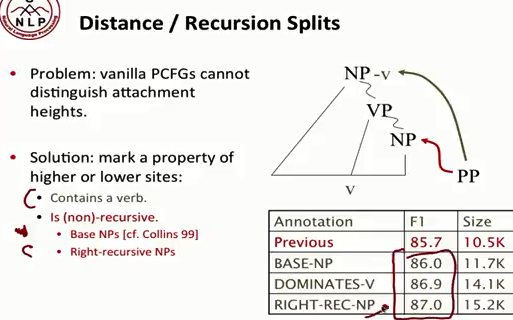 NLP
Distance / Recursion Splits
• Problem: vanilla PCFGs cannot
distinguish attachment
heights.
• Solution: mark a property of
higher or lower sites:
• Contains a verb.
• Is (non)-recursive.
• Base NPs [cf. Collins 99]
• Right-recursive NPs
NP -v
VP
NP
PP
v
Annotation F1 Size
Previous 85.7 10.5K
BASE-NP 86.0 11.7K
DOMINATES-V 86.9 14.1K
RIGHT-REC-NP 87.0 15.2K